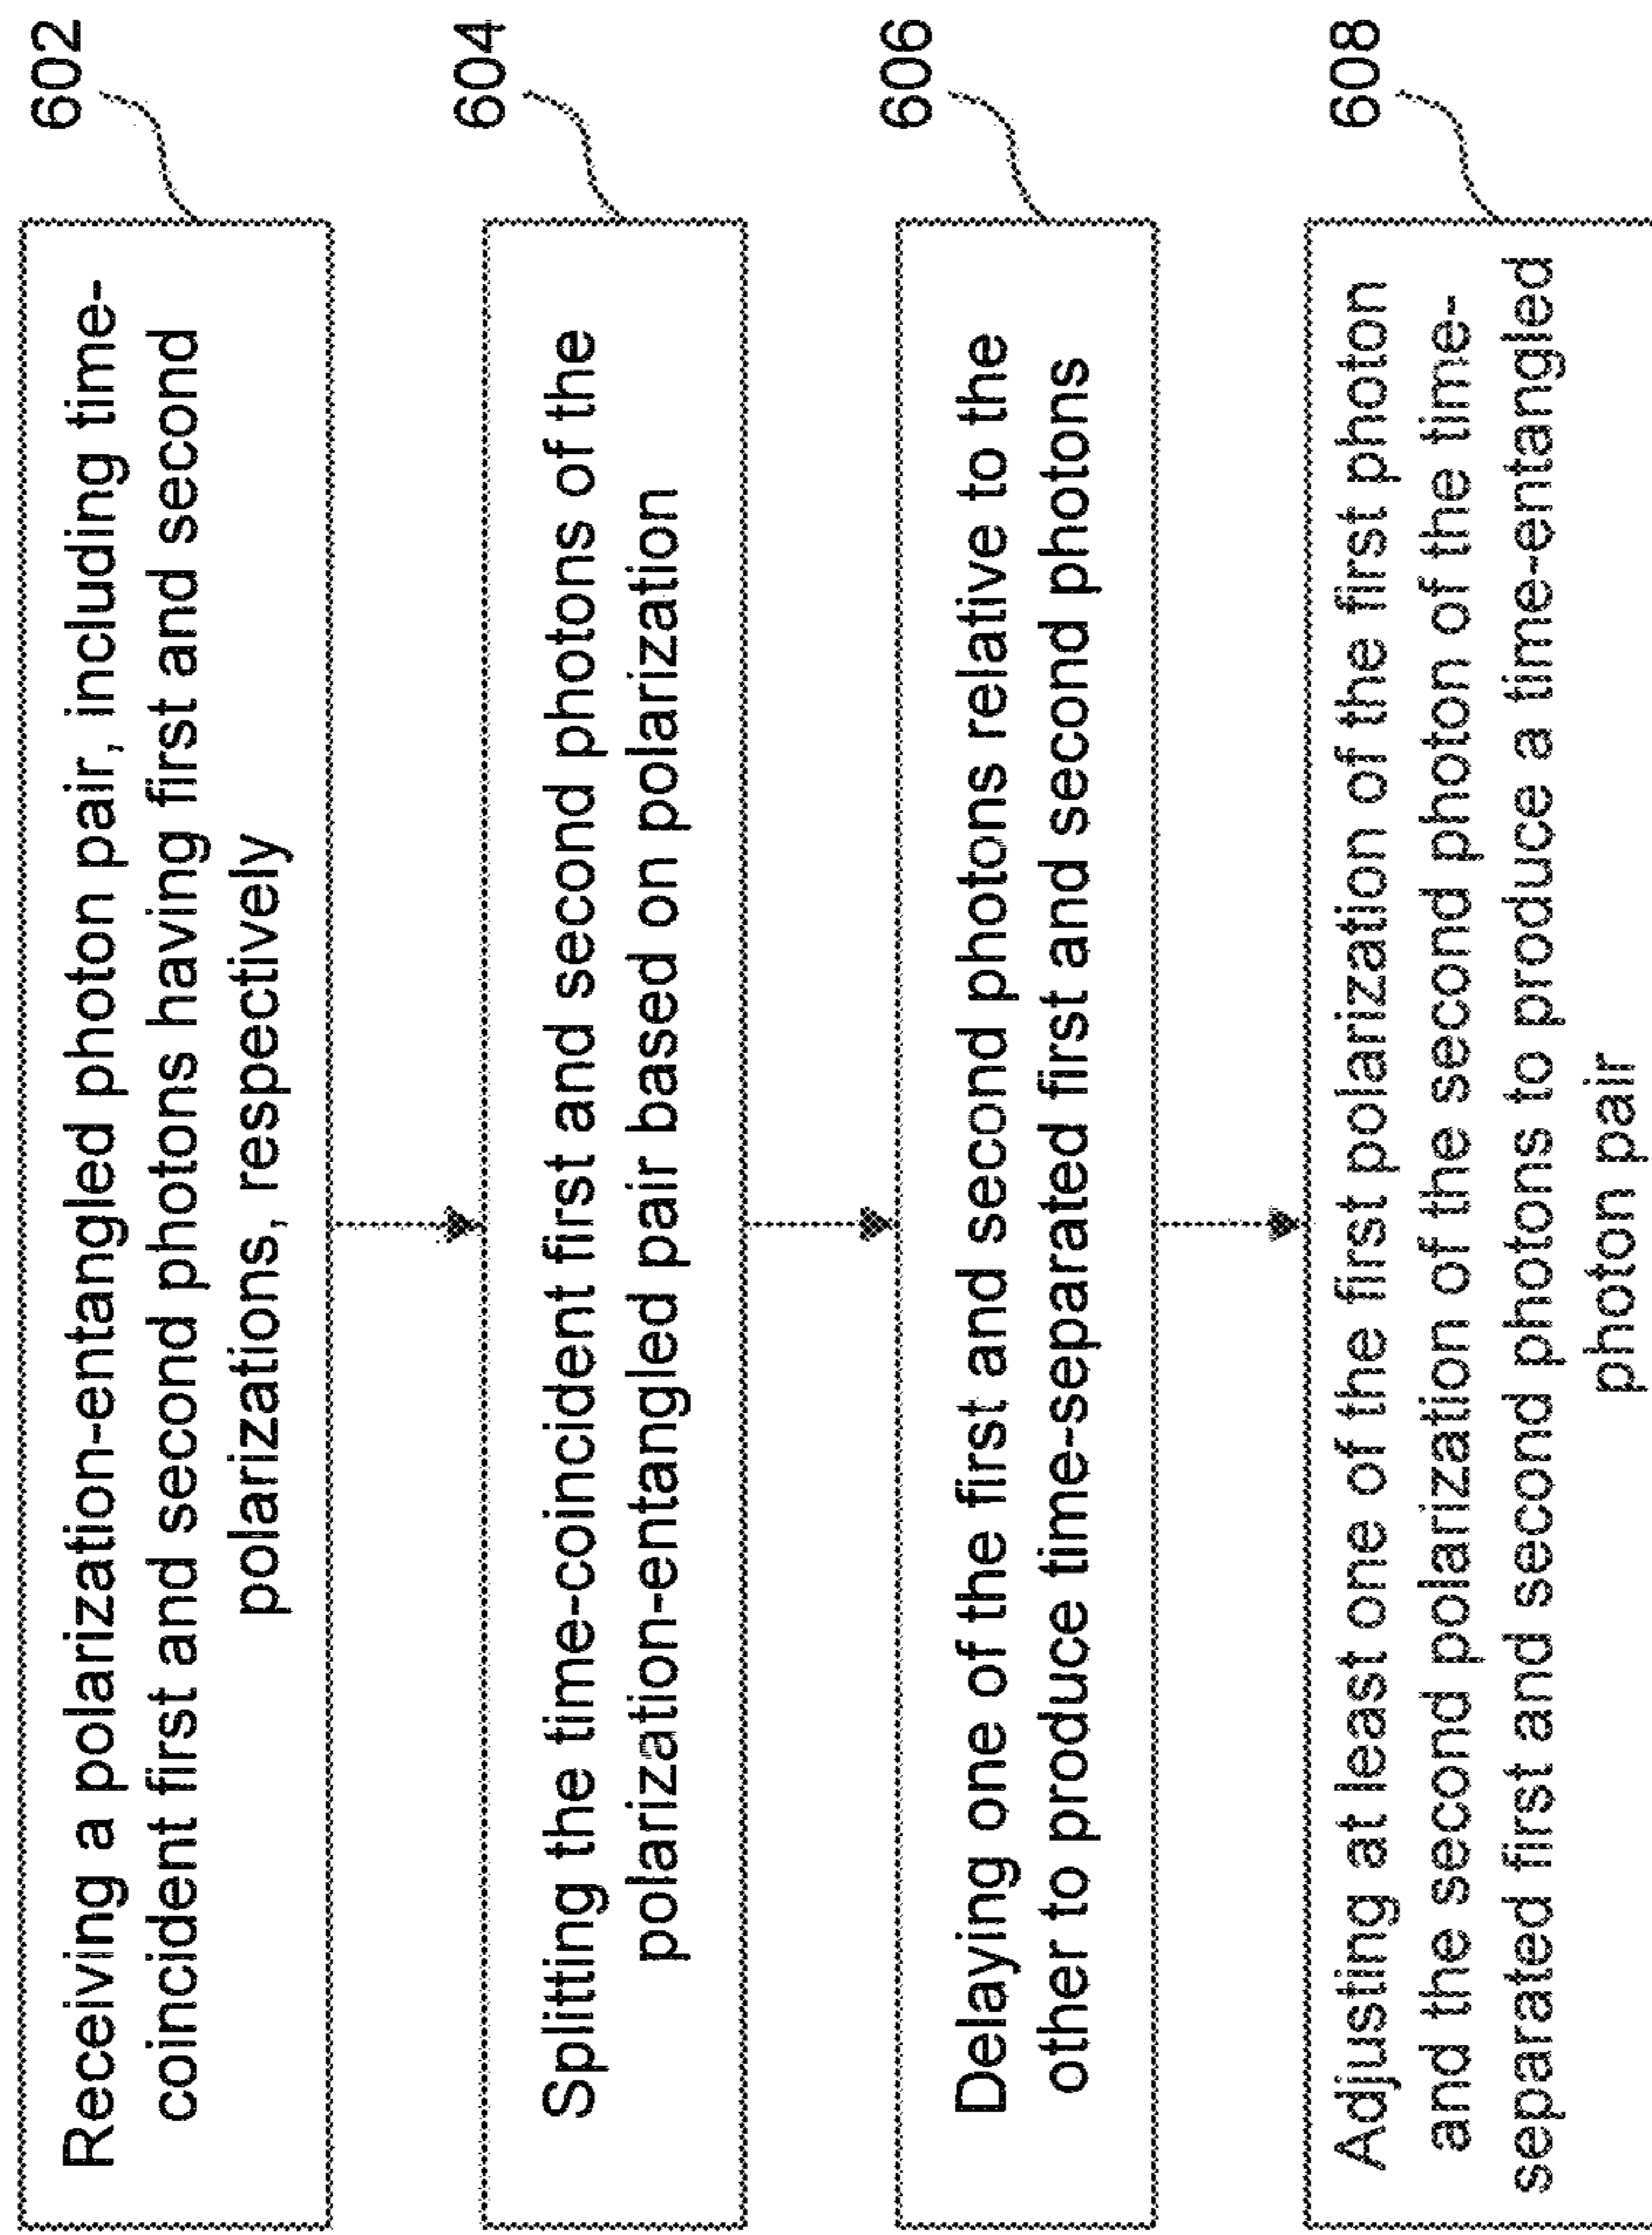 602
Receiving a polarization-entangled photon pair, including time-
coincident first and second photons having first and second
polarizations, respectively
604
Splitting the time-coincident first and second photons of the
polarization-entangled pair based on polarization
606
Delaying one of the first and second photons relative to the
other to produce time-separated first and second photons
608
Adjusting at least one of the first polarization of the first photon
and the second polarization of the second photon of the time-
separated first and second photons to produce a time-entangled
photon pair